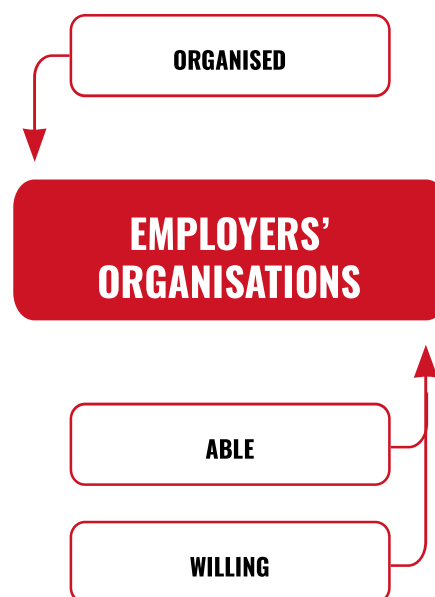 ORGANISED
EMPLOYERS’
ORGANISATIONS
ABLE
WILLING